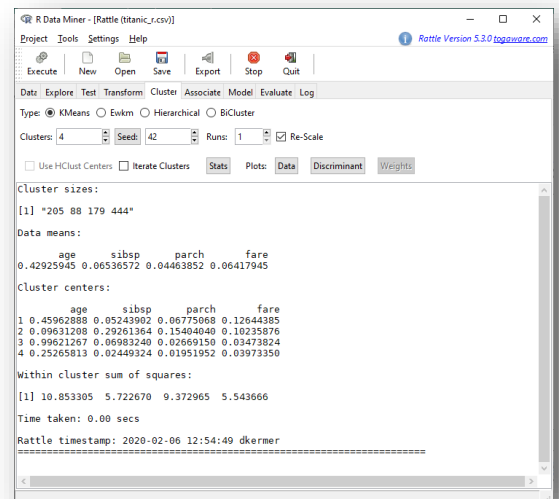 R Data Miner - [Rattle (titanic_r.csv)]
Project Tools Settings Help
Rattle Version 5.3.0 togaware.com
Execute New Open Save Export Stop Quit
Data Explore Test Transform Cluster Associate Model Evaluate Log
Type: KMeans Ewkm Hierarchical BiCluster
Clusters: 4 Seed: 42 Runs: 1 Re-Scale
Use HClust Centers Iterate Clusters Stats Plots: Data Discriminant Weights
Cluster sizes:
[1] "205 88 179 444"
Data means:
age sibsp parch fare
0.42925945 0.06536572 0.04463852 0.06417945
Cluster centers:
age sibsp parch fare
1 0.45962888 0.05243902 0.06775068 0.12644385
2 0.09631208 0.29261364 0.15404040 0.10235876
3 0.99621267 0.06983240 0.02669150 0.03473824
4 0.25265813 0.02449324 0.01951952 0.03973350
Within cluster sum of squares:
[1] 10.853305 5.722670 9.372965 5.543666
Time taken: 0.00 secs
Rattle timestamp: 2020-02-06 12:54:49 dkermer
======================================================================